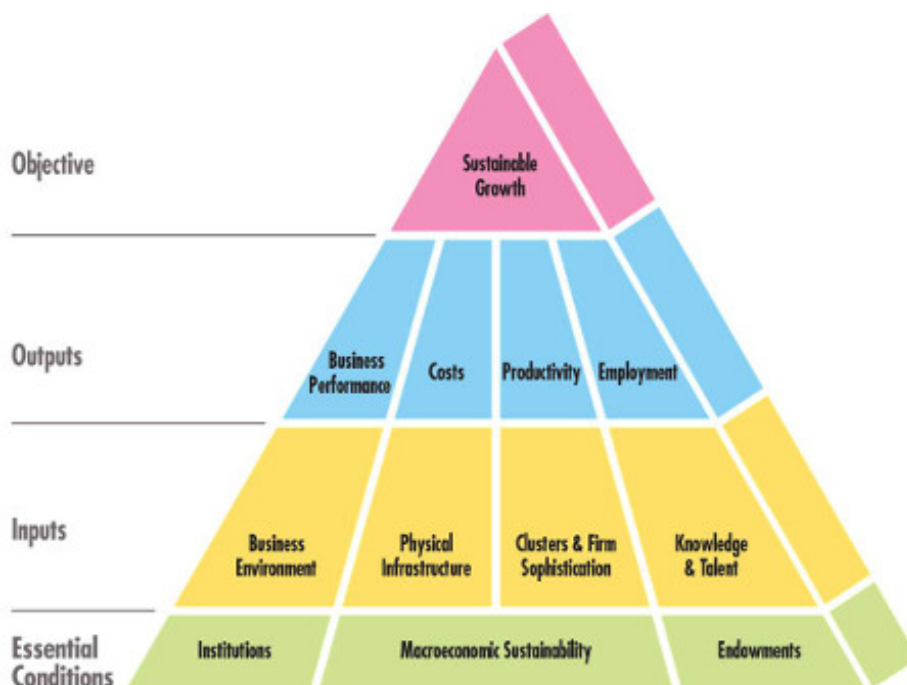 Objective
Sustainable
Growth
Outputs
Business
Performance
Costs
Productivity
Employment
Inputs
Business
Environment
Physical
Infrastructure
Clusters & Firm
Sophistication
Knowledge
& Talent
Essential
Conditions
Institutions
Macroeconomic Sustainability
Endowments